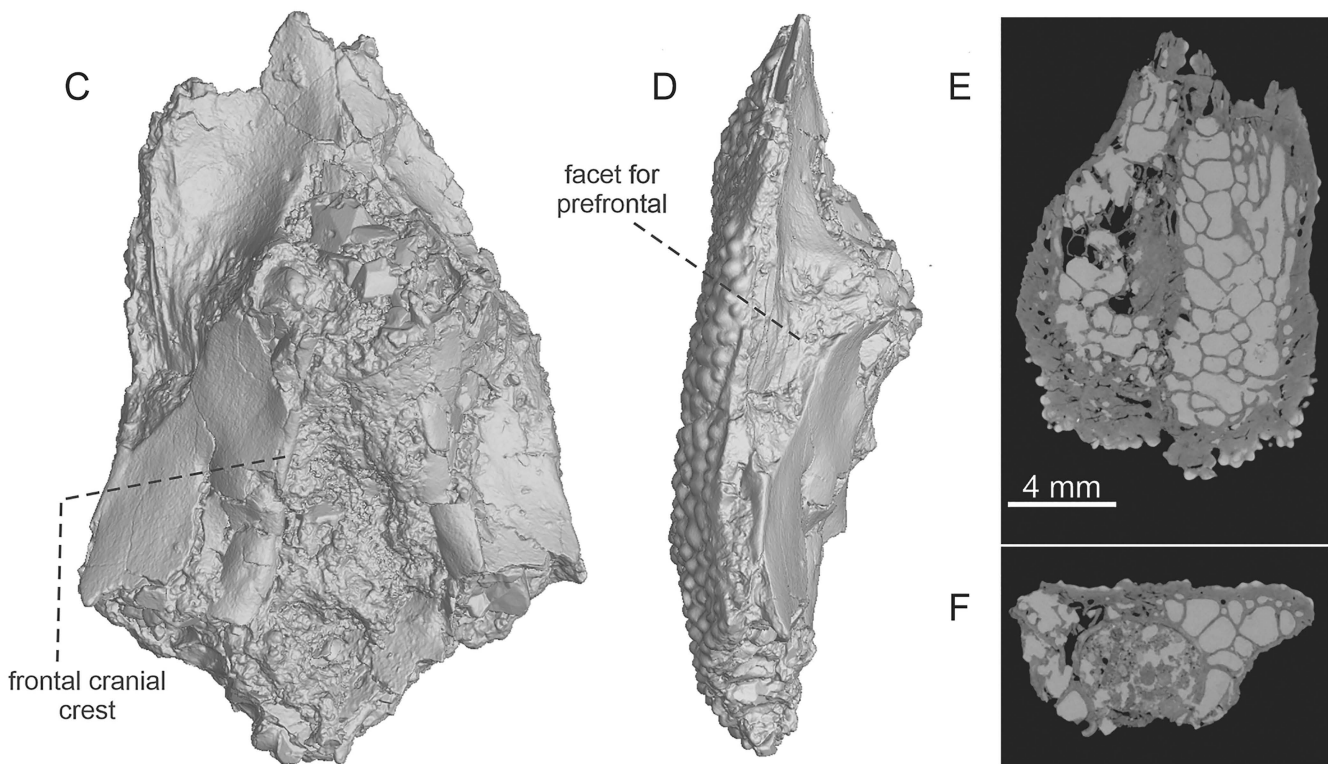 C
D
E
facet for
prefrontal
4 mm
F
frontal cranial
crest